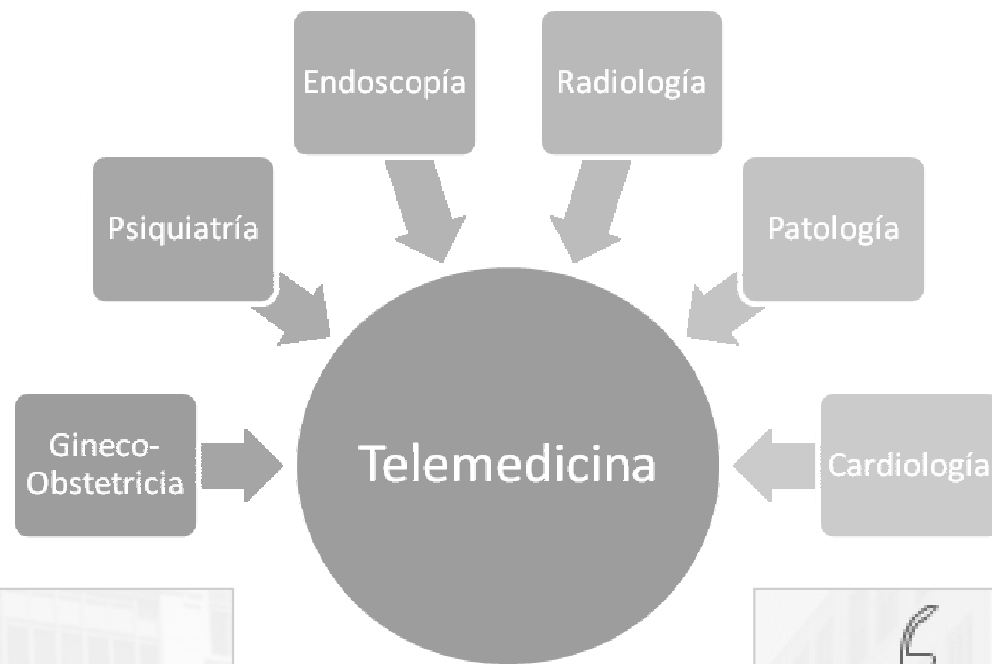 Endoscopía
Radiología
Psiquiatría
Patología
Gineco-
Obstetricia
Telemedicina
Cardiología